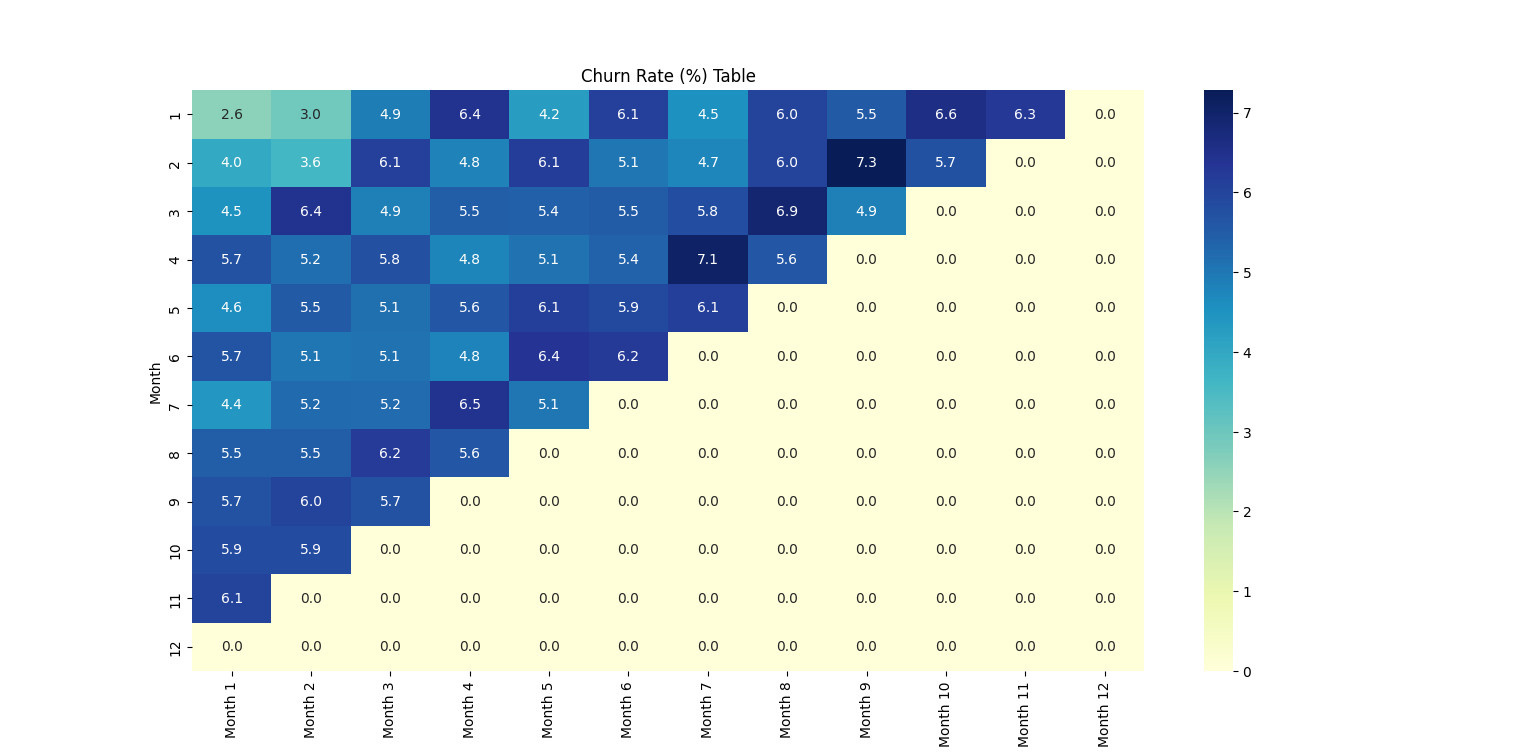 Churn Rate (%) Table
1 2.6 3.0 4.9 6.4 4.2 6.1 4.5 6.0 5.5 6.6 6.3 0.0
2 4.0 3.6 6.1 4.8 6.1 5.1 4.7 6.0 7.3 5.7 0.0 0.0
3 4.5 6.4 4.9 5.5 5.4 5.5 5.8 6.9 4.9 0.0 0.0 0.0
4 5.7 5.2 5.8 4.8 5.1 5.4 7.1 5.6 0.0 0.0 0.0 0.0
5 4.6 5.5 5.1 5.6 6.1 5.9 6.1 0.0 0.0 0.0 0.0 0.0
6 5.7 5.1 5.1 4.8 6.4 6.2 0.0 0.0 0.0 0.0 0.0 0.0
Month
7 4.4 5.2 5.2 6.5 5.1 0.0 0.0 0.0 0.0 0.0 0.0 0.0
8 5.5 5.5 6.2 5.6 0.0 0.0 0.0 0.0 0.0 0.0 0.0 0.0
9 5.7 6.0 5.7 0.0 0.0 0.0 0.0 0.0 0.0 0.0 0.0 0.0
10 5.9 5.9 0.0 0.0 0.0 0.0 0.0 0.0 0.0 0.0 0.0 0.0
11 6.1 0.0 0.0 0.0 0.0 0.0 0.0 0.0 0.0 0.0 0.0 0.0
12 0.0 0.0 0.0 0.0 0.0 0.0 0.0 0.0 0.0 0.0 0.0 0.0
Month 1
Month 2
Month 3
Month 4
Month 5
Month 6
Month 7
Month 8
Month 9
Month 10
Month 11
Month 12
7
6
5
4
3
2
1
0